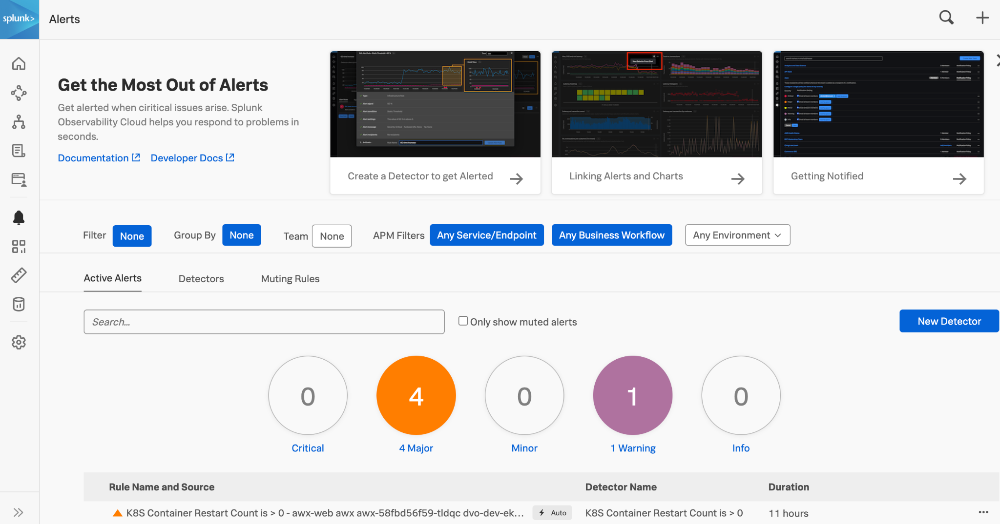 splunk>
Alerts
Get the Most Out of Alerts
Get alerted when ciritical issues arise. Splunk
Observability Cloud helps you respond to problems in
seconds.
Documentation
Developer Docs
Create a Detector to get Alerted
Linking Alerts and Charts
Getting Notified
Filter None Group By None Team None APM Filters Any Service/Endpoint Any Business Workflow Any Environment
Active Alerts Detectors Muting Rules
Search...
Only show muted alerts
New Detector
0 4 0 1 0
Critical 4 Major Minor 1 Warning Info
Rule Name and Source Detector Name Duration
K8S Container Restart Count is > 0 - awx-web awx awx-58fbd56f59-tldqc dvo-dev-ek... Auto K8S Container Restart Count is > 0 11 hours